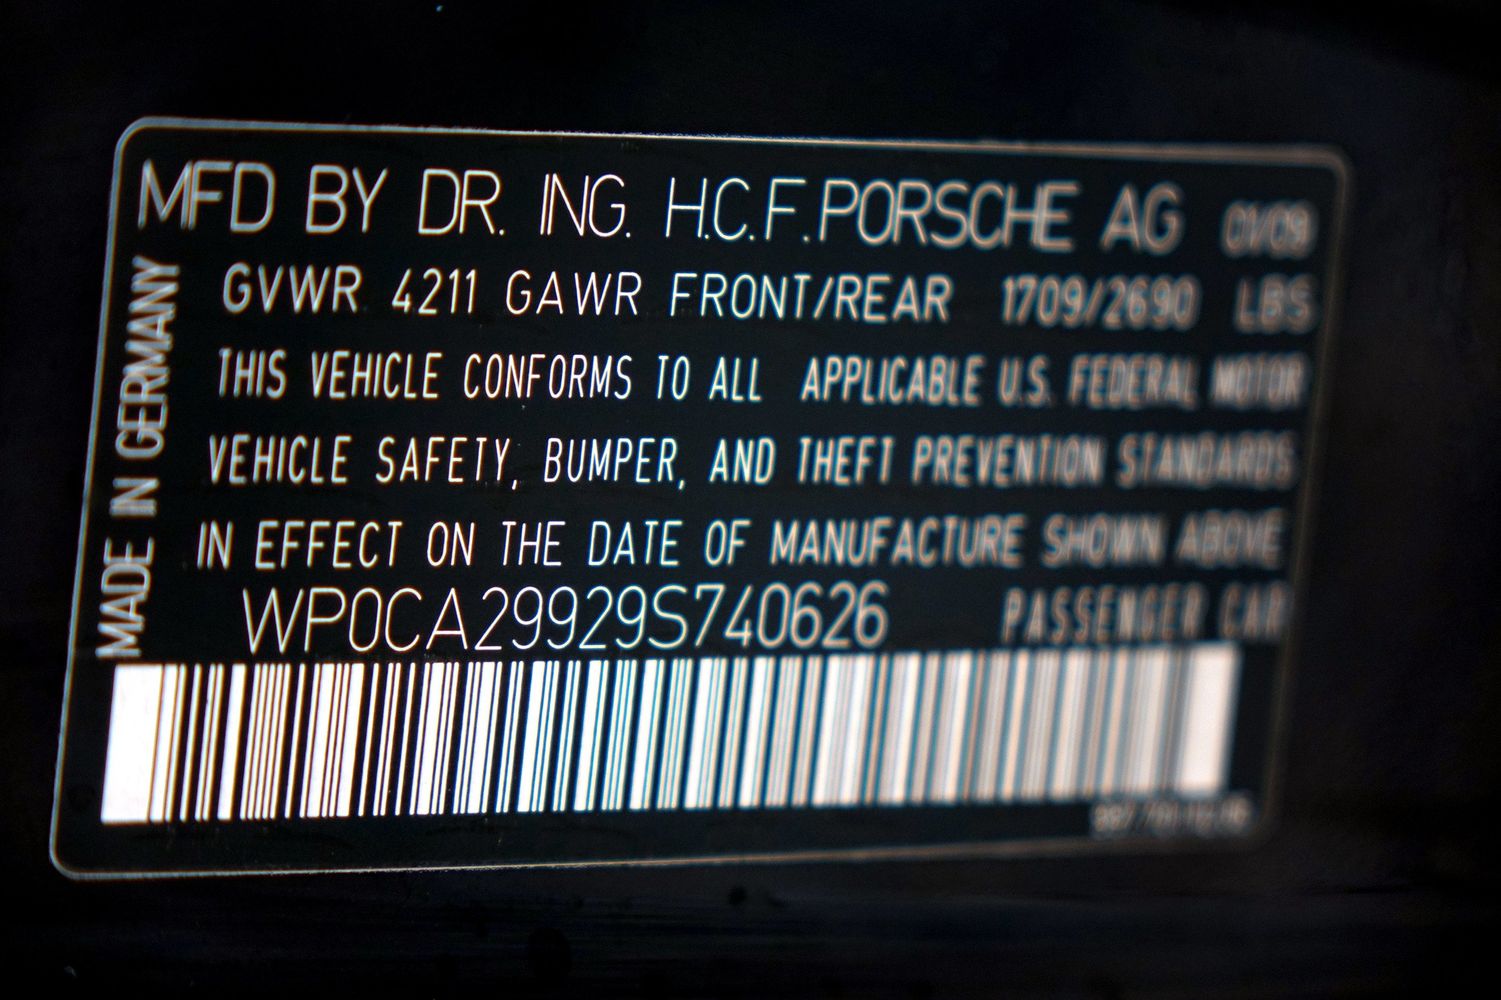 MFD BY DR. ING. H.C.F. PORSCHE AG 01/09
GVWR 4211 GAWR FRONT/REAR 1709/2690 LBS
THIS VEHICLE CONFORMS TO ALL APPLICABLE U.S. FEDERAL MOTOR
VEHICLE SAFETY, BUMPER, AND THEFT PREVENTION STANDARDS
IN EFFECT ON THE DATE OF MANUFACTURE SHOWN ABOVE
WP0CA29929S740626 PASSENGER CAR
MADE IN GERMANY